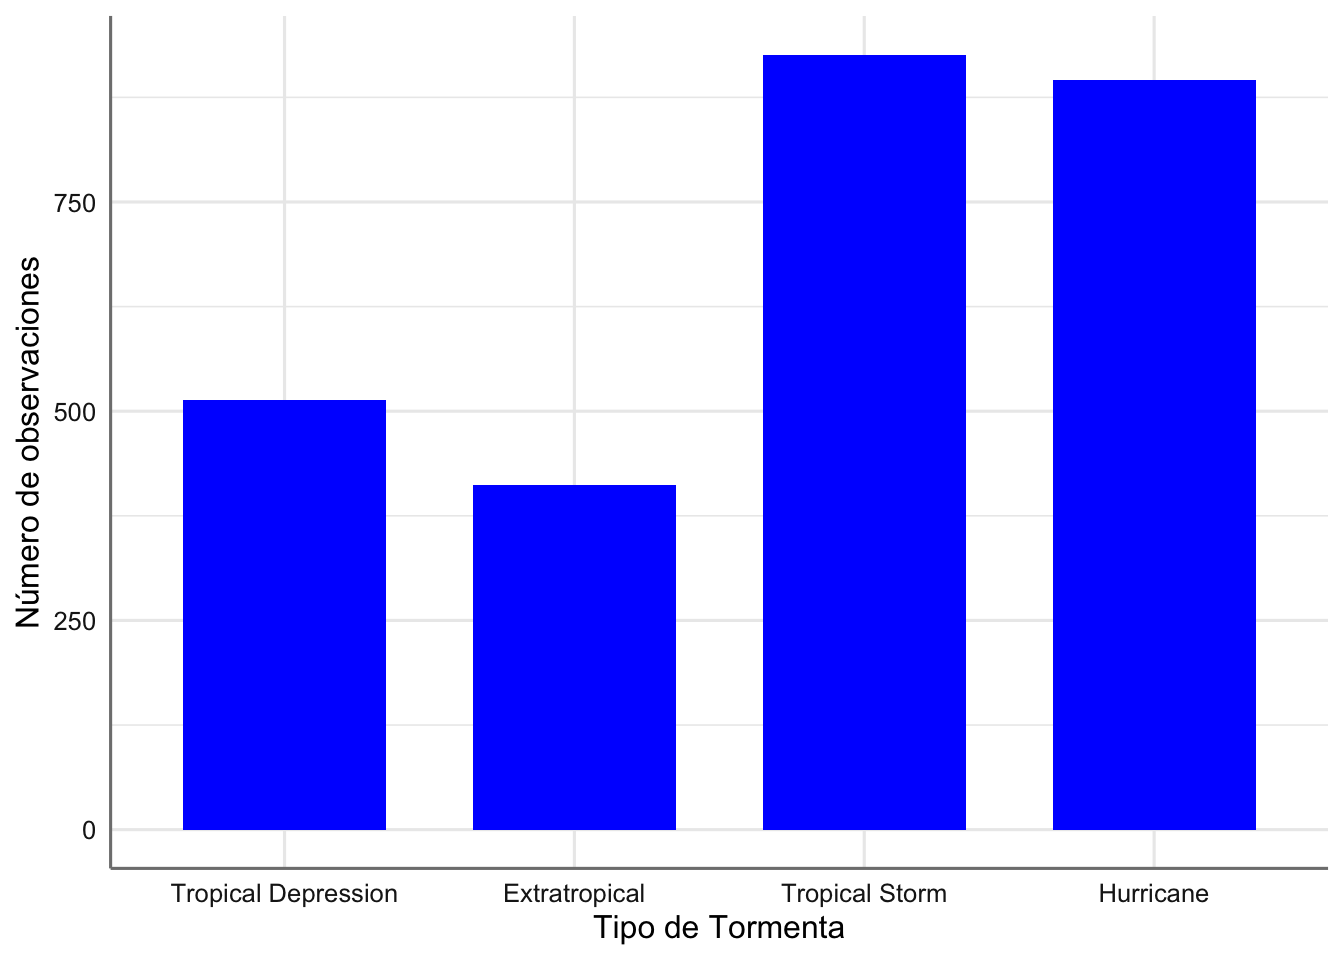 Número de observaciones
750
500
250
0
Tropical Depression
Extratropical
Tropical Storm
Hurricane
Tipo de Tormenta